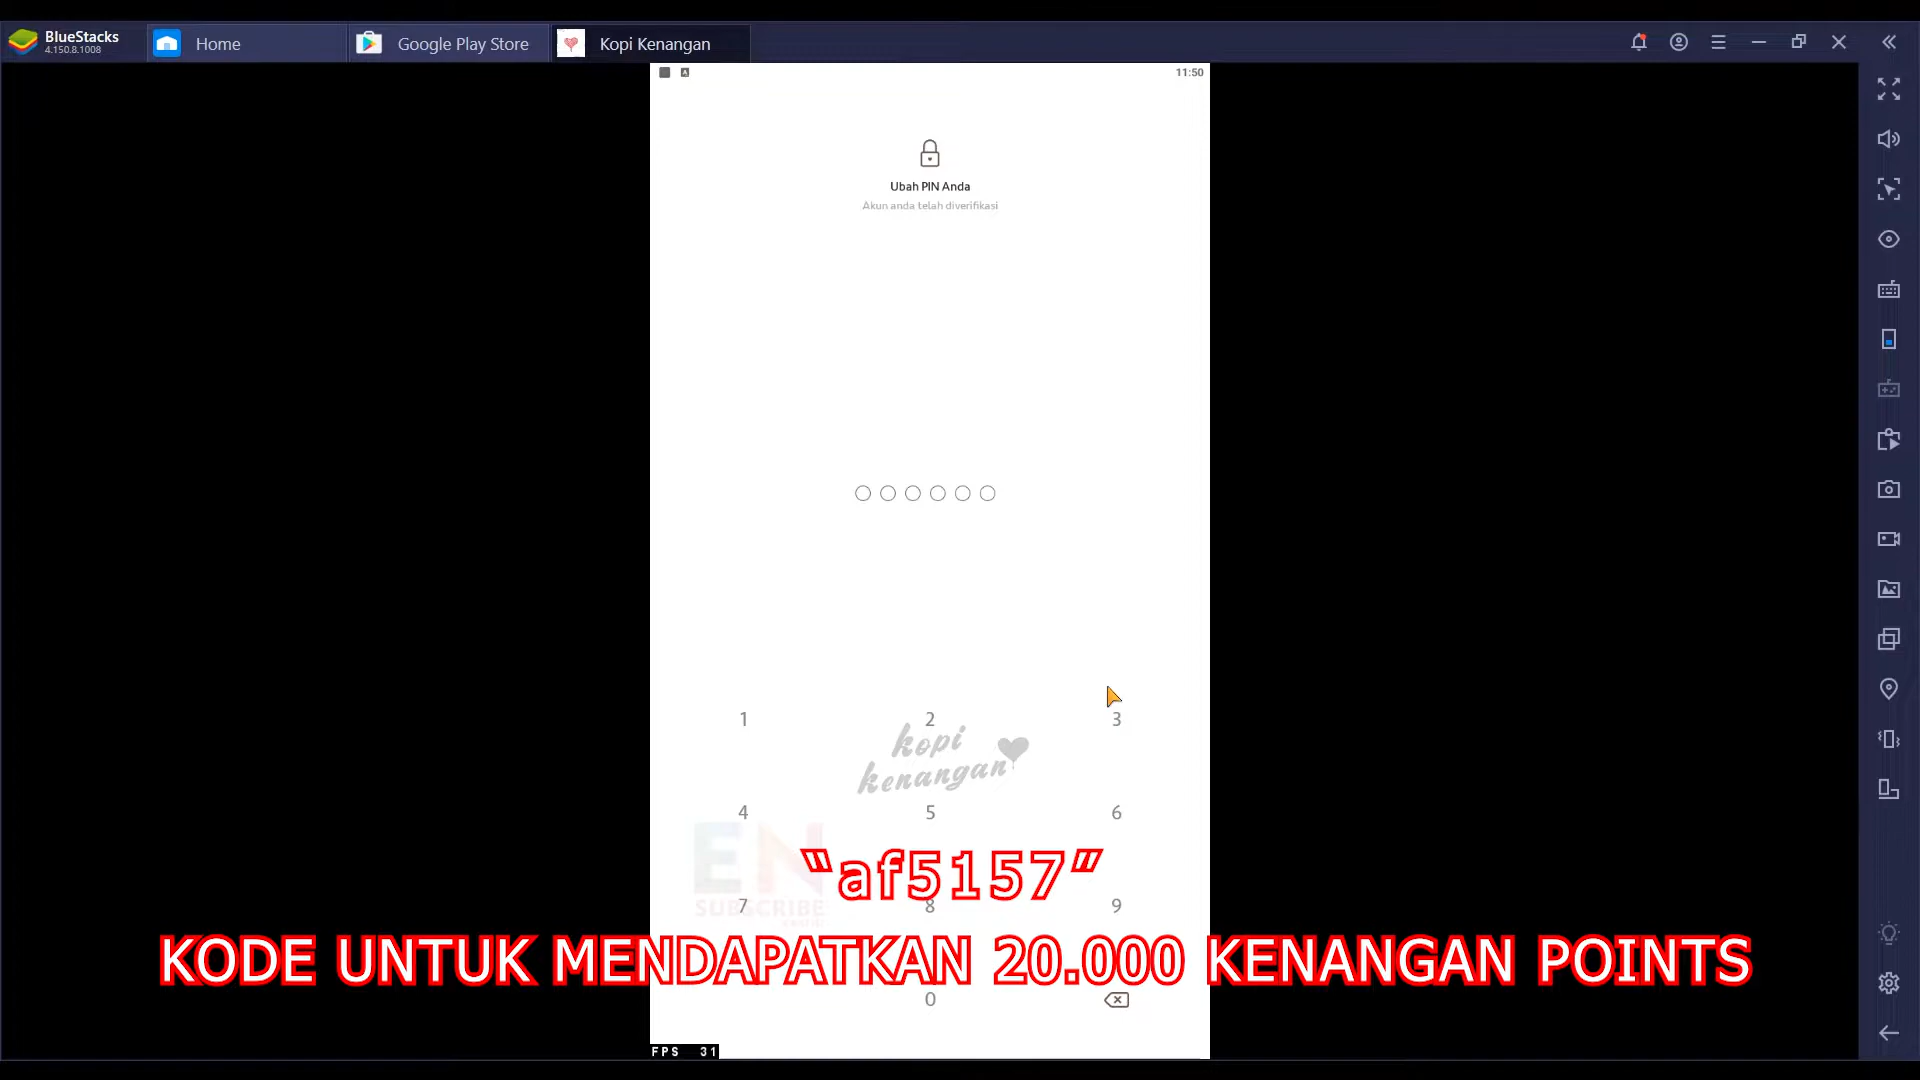 BlueStacks
4.150.8.1008
Home
Google Play Store
Kopi Kenangan
11:50
Ubah PIN Anda
Akun anda telah diverifikasi
1 2 3
kopi
kenangan
4 5 6
EN
“af5157”
7 8 9
SUBSCRIBE
KODE UNTUK MENDAPATKAN 20.000 KENANGAN POINTS
0
FPS 31